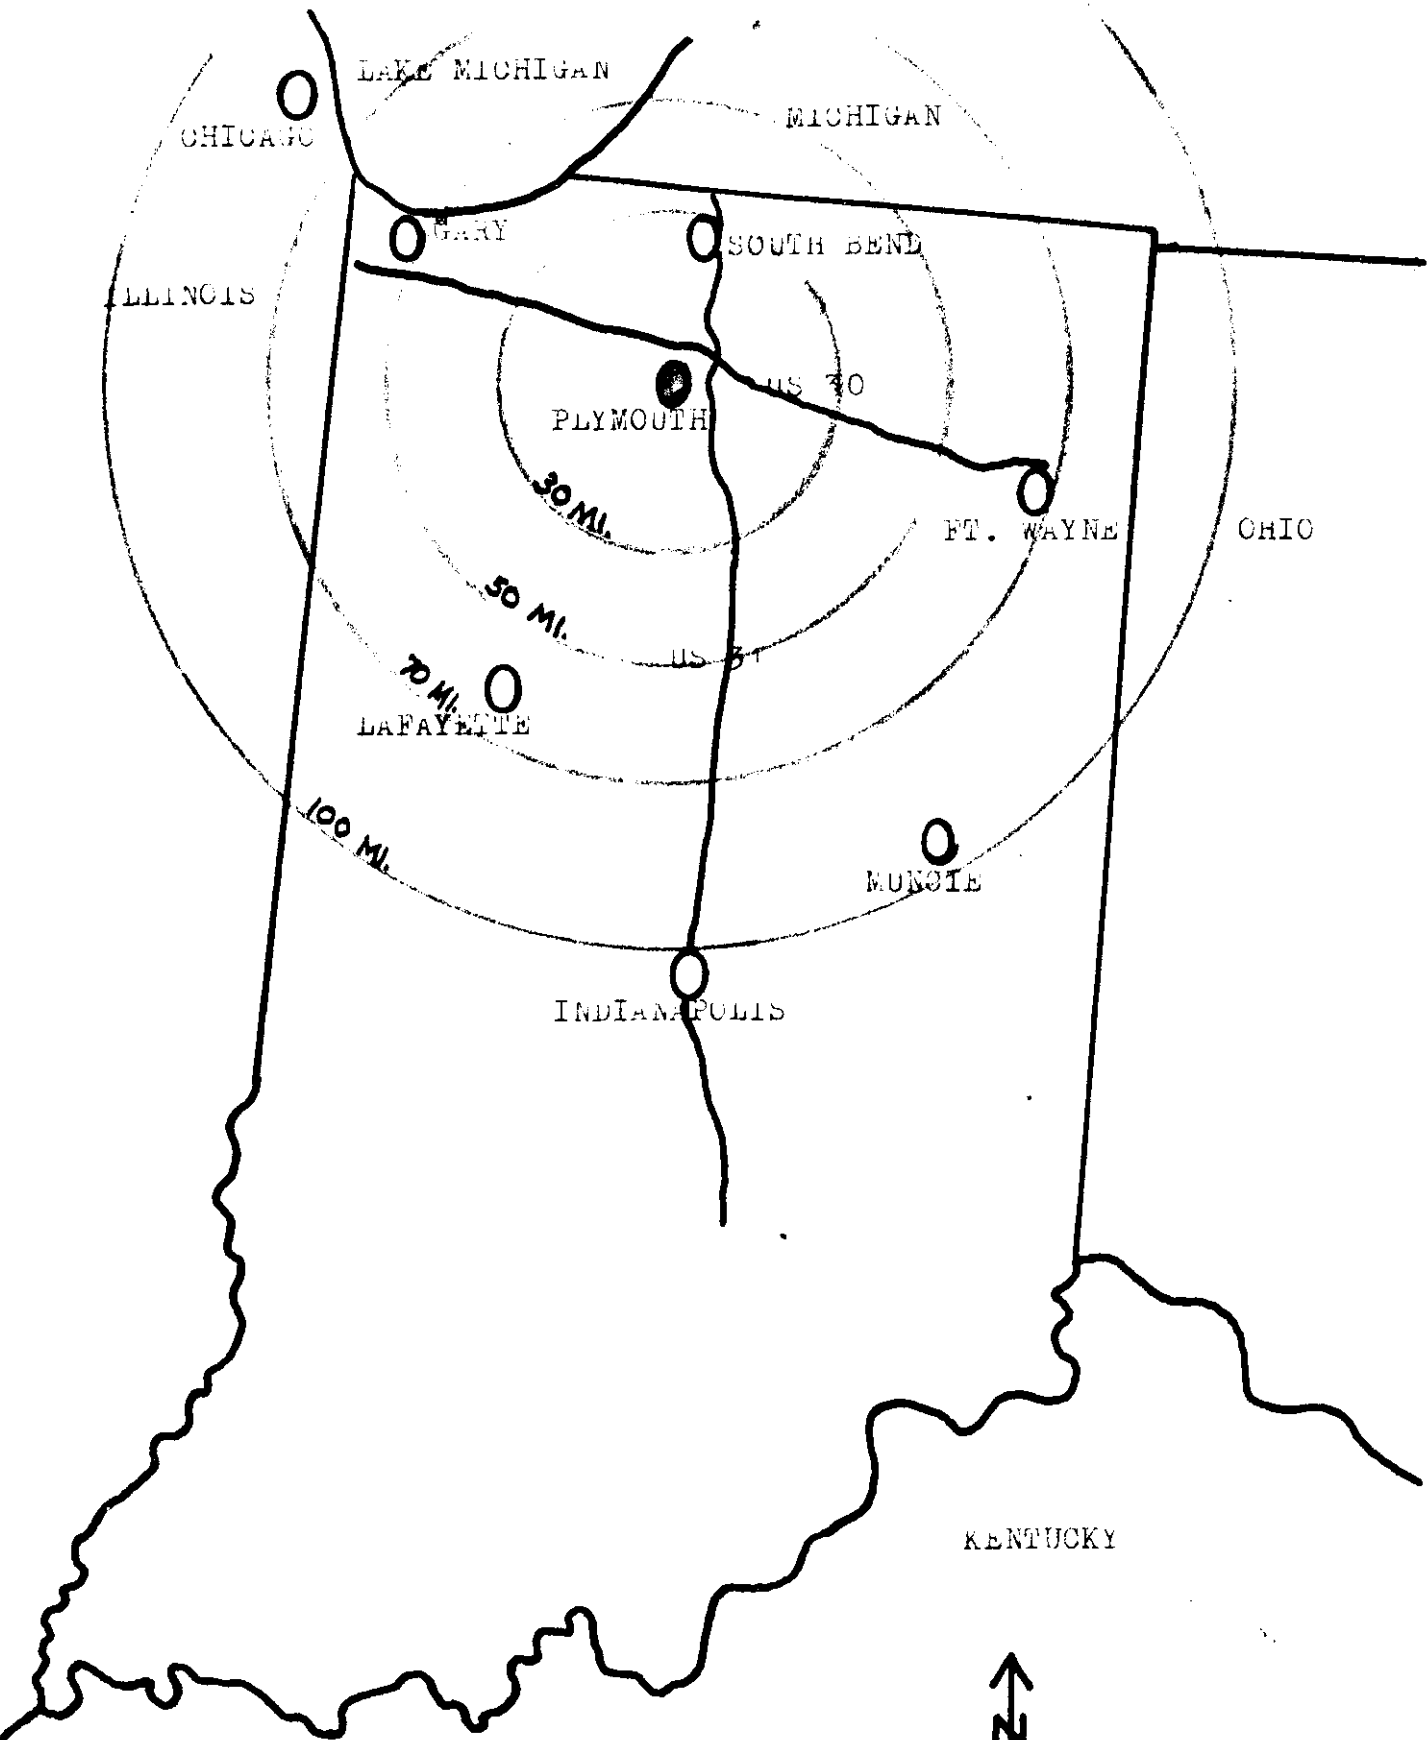 LAKE MICHIGAN
MICHIGAN
CHICAGO
GARY
SOUTH BEND
ILLINOIS
US 30
PLYMOUTH
30 MI.
FT. WAYNE
OHIO
50 MI.
US 31
70 MI.
LAFAYETTE
100 MI.
MUNCIE
INDIANAPOLIS
KENTUCKY
N